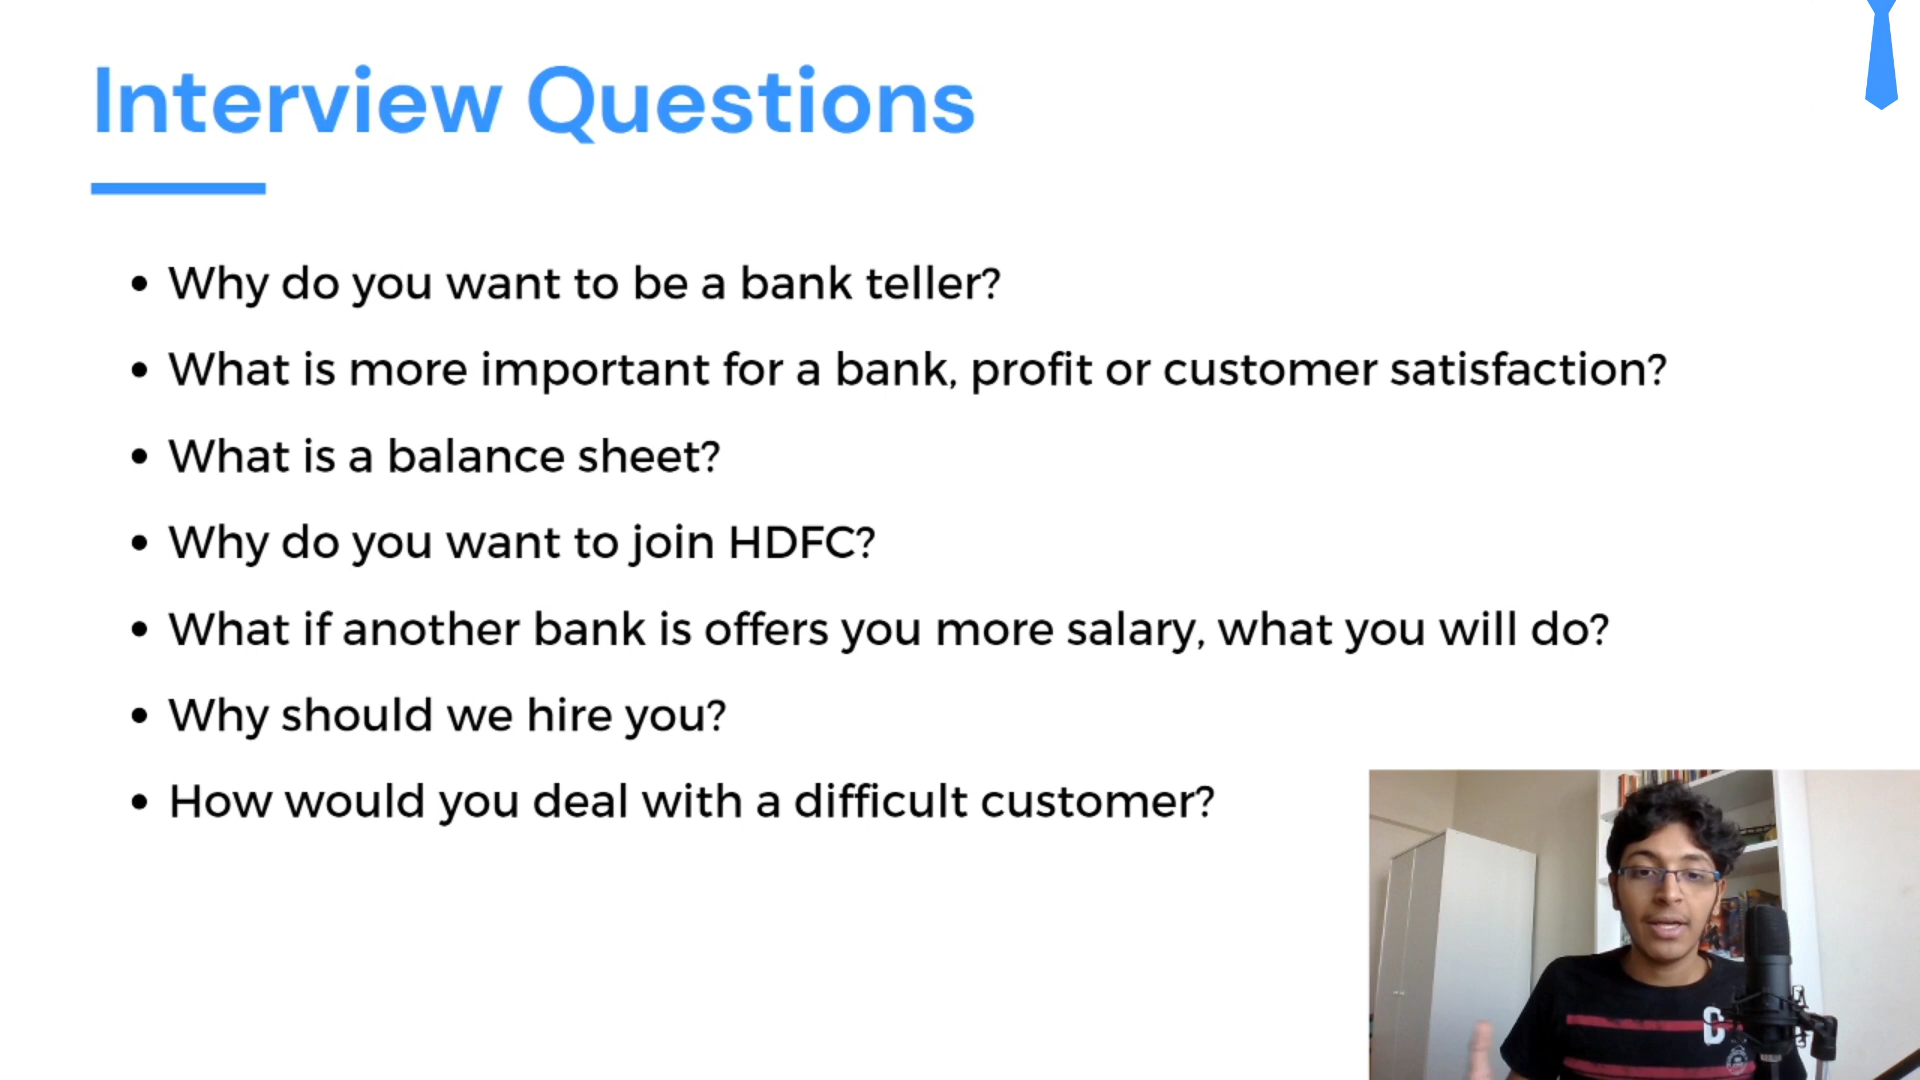 Interview Questions
Why do you want to be a bank teller?
What is more important for a bank, profit or customer satisfaction?
What is a balance sheet?
Why do you want to join HDFC?
What if another bank is offers you more salary, what you will do?
Why should we hire you?
How would you deal with a difficult customer?